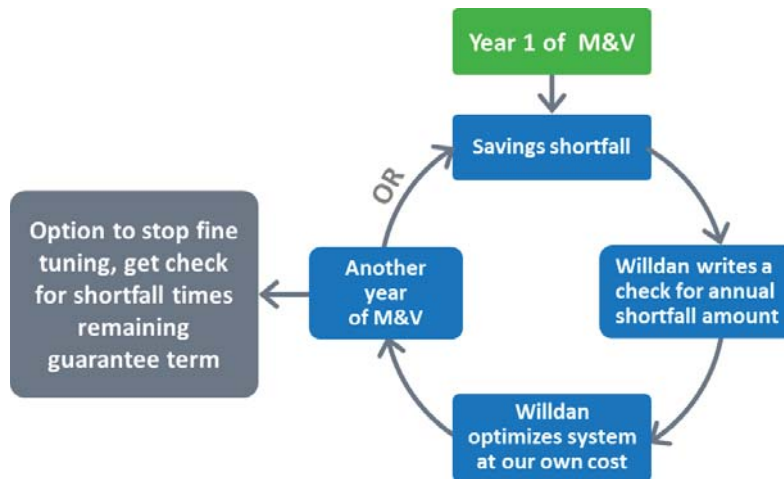 Year 1 of M&V
Savings shortfall
OR
Option to stop fine
tuning, get check
for shortfall times
remaining
guarantee term
Another
year
of M&V
Willdan writes a
check for annual
shortfall amount
Willdan
optimizes system
at our own cost